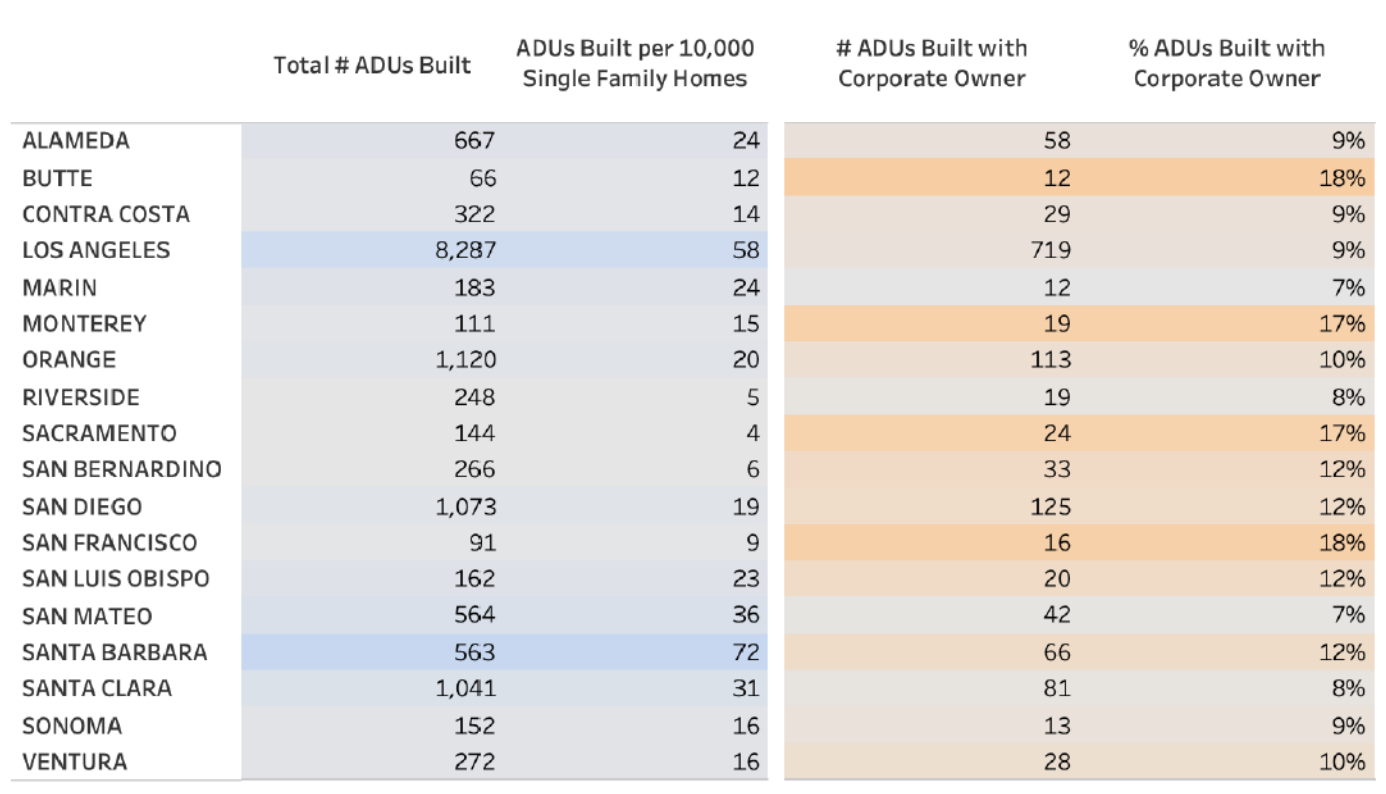 Total # ADUs Built
ADUs Built per 10,000
Single Family Homes
# ADUs Built with
Corporate Owner
% ADUs Built with
Corporate Owner
ALAMEDA 667 24 58 9%
BUTTE 66 12 12 18%
CONTRA COSTA 322 14 29 9%
LOS ANGELES 8,287 58 719 9%
MARIN 183 24 12 7%
MONTEREY 111 15 19 17%
ORANGE 1,120 20 113 10%
RIVERSIDE 248 5 19 8%
SACRAMENTO 144 4 24 17%
SAN BERNARDINO 266 6 33 12%
SAN DIEGO 1,073 19 125 12%
SAN FRANCISCO 91 9 16 18%
SAN LUIS OBISPO 162 23 20 12%
SAN MATEO 564 36 42 7%
SANTA BARBARA 563 72 66 12%
SANTA CLARA 1,041 31 81 8%
SONOMA 152 16 13 9%
VENTURA 272 16 28 10%